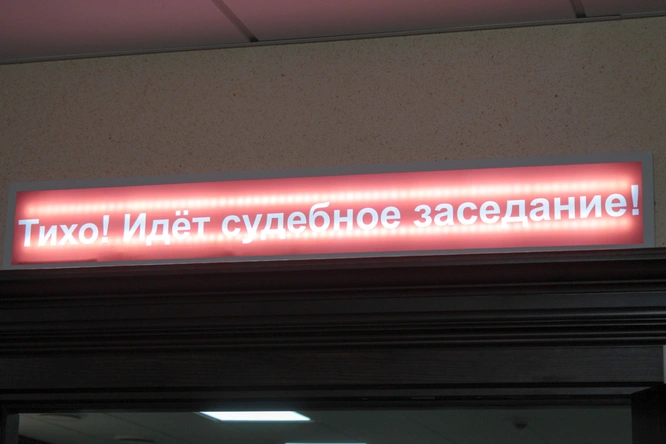 Тихо! Идёт судебное заседание!